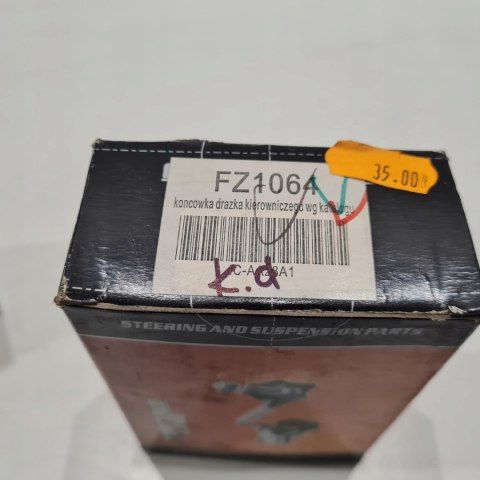 FZ1064
35.00
koncowka drazka kierowniczego wg katalogu
K.d
STEERING AND SUSPENSION PARTS